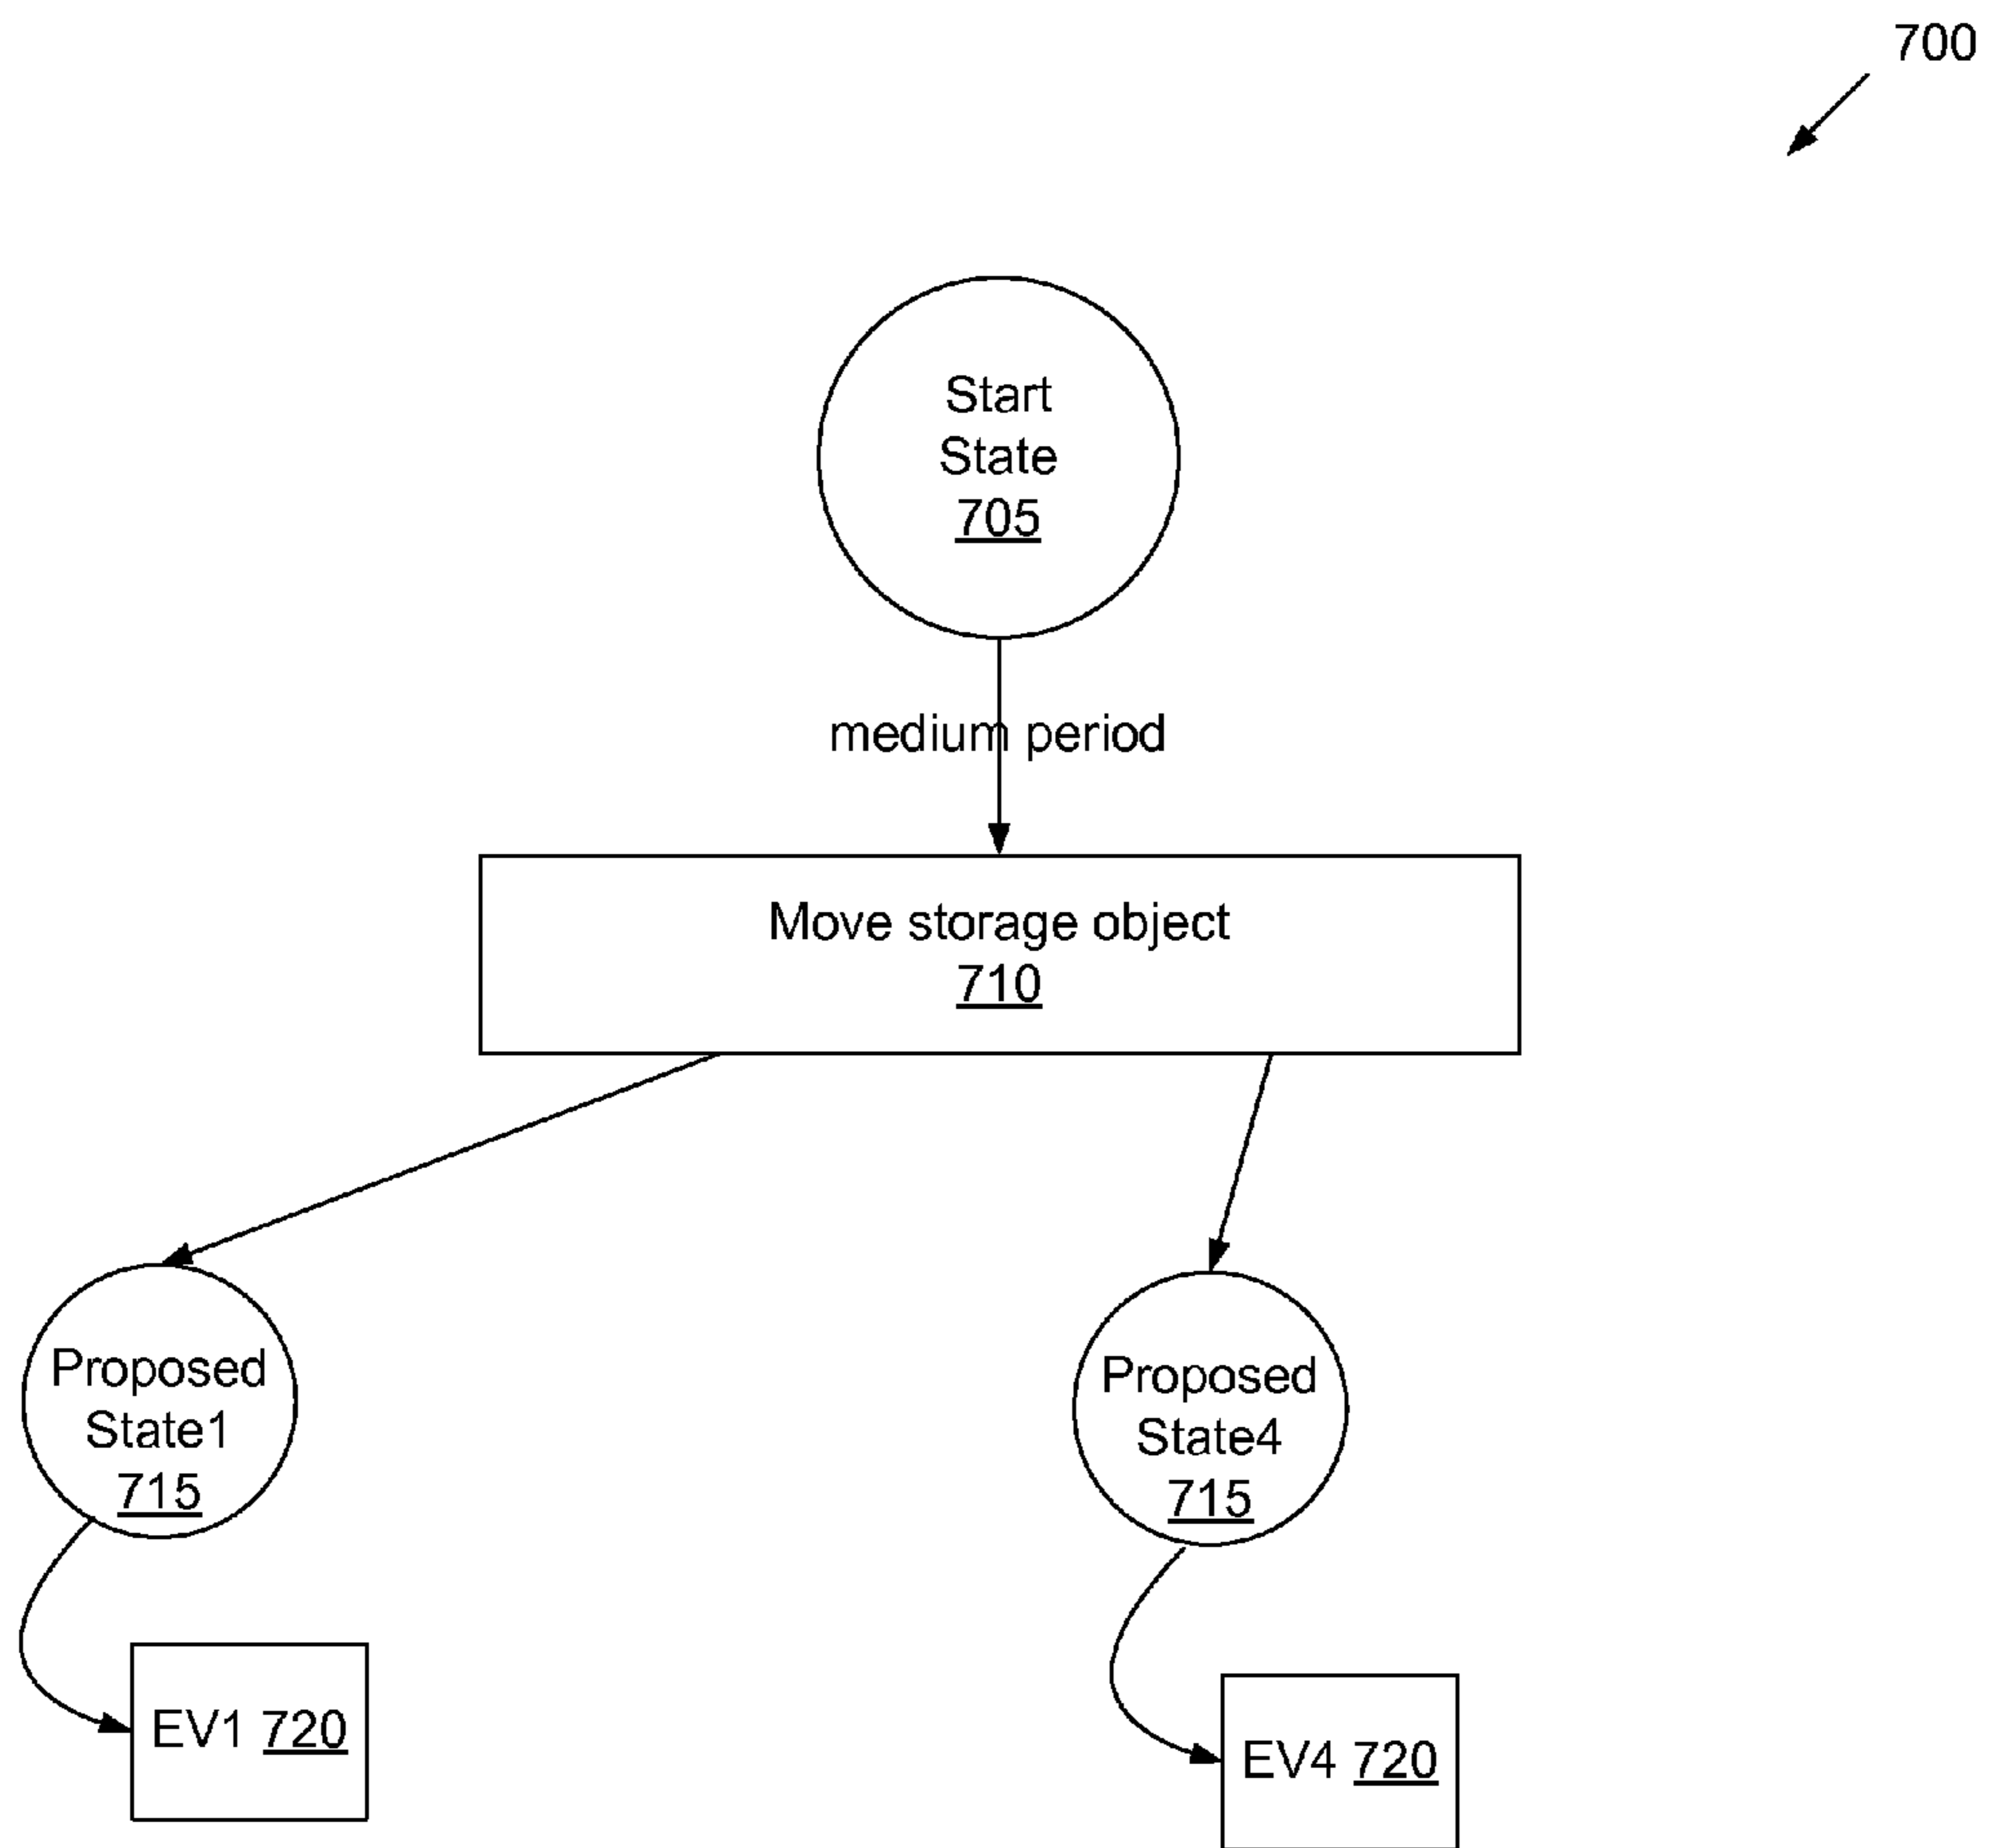 700
Start
State
705
medium period
Move storage object
710
Proposed
State1
715
Proposed
State4
715
EV1 720
EV4 720